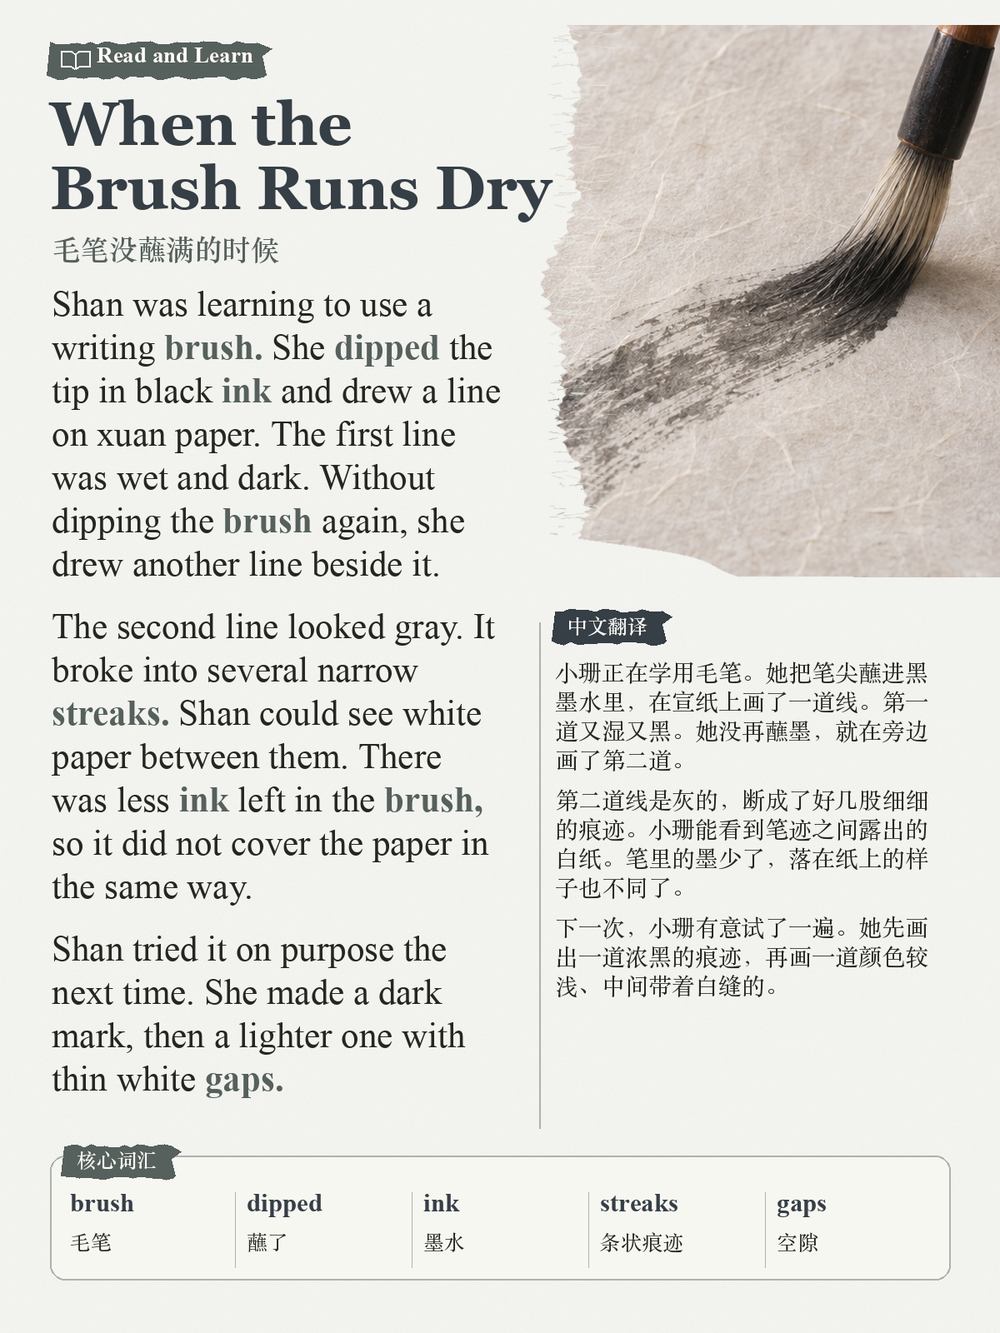 Read and Learn
When the
Brush Runs Dry
毛笔没蘸满的时候
Shan was learning to use a
writing brush. She dipped the
tip in black ink and drew a line
on xuan paper. The first line
was wet and dark. Without
dipping the brush again, she
drew another line beside it.
The second line looked gray. It
broke into several narrow
streaks. Shan could see white
paper between them. There
was less ink left in the brush,
so it did not cover the paper in
the same way.
Shan tried it on purpose the
next time. She made a dark
mark, then a lighter one with
thin white gaps.
中文翻译
小珊正在学用毛笔。她把笔尖蘸进黑
墨水里，在宣纸上画了一道线。第一
道又湿又黑。她没再蘸墨，就在旁边
画了第二道。
第二道线是灰的，断成了好几股细细
的痕迹。小珊能看到笔迹之间露出的
白纸。笔里的墨少了，落在纸上的样
子也不同了。
下一次，小珊有意试了一遍。她先画
出一道浓黑的痕迹，再画一道颜色较
浅、中间带着白缝的。
核心词汇
brush
毛笔
dipped
蘸了
ink
墨水
streaks
条状痕迹
gaps
空隙